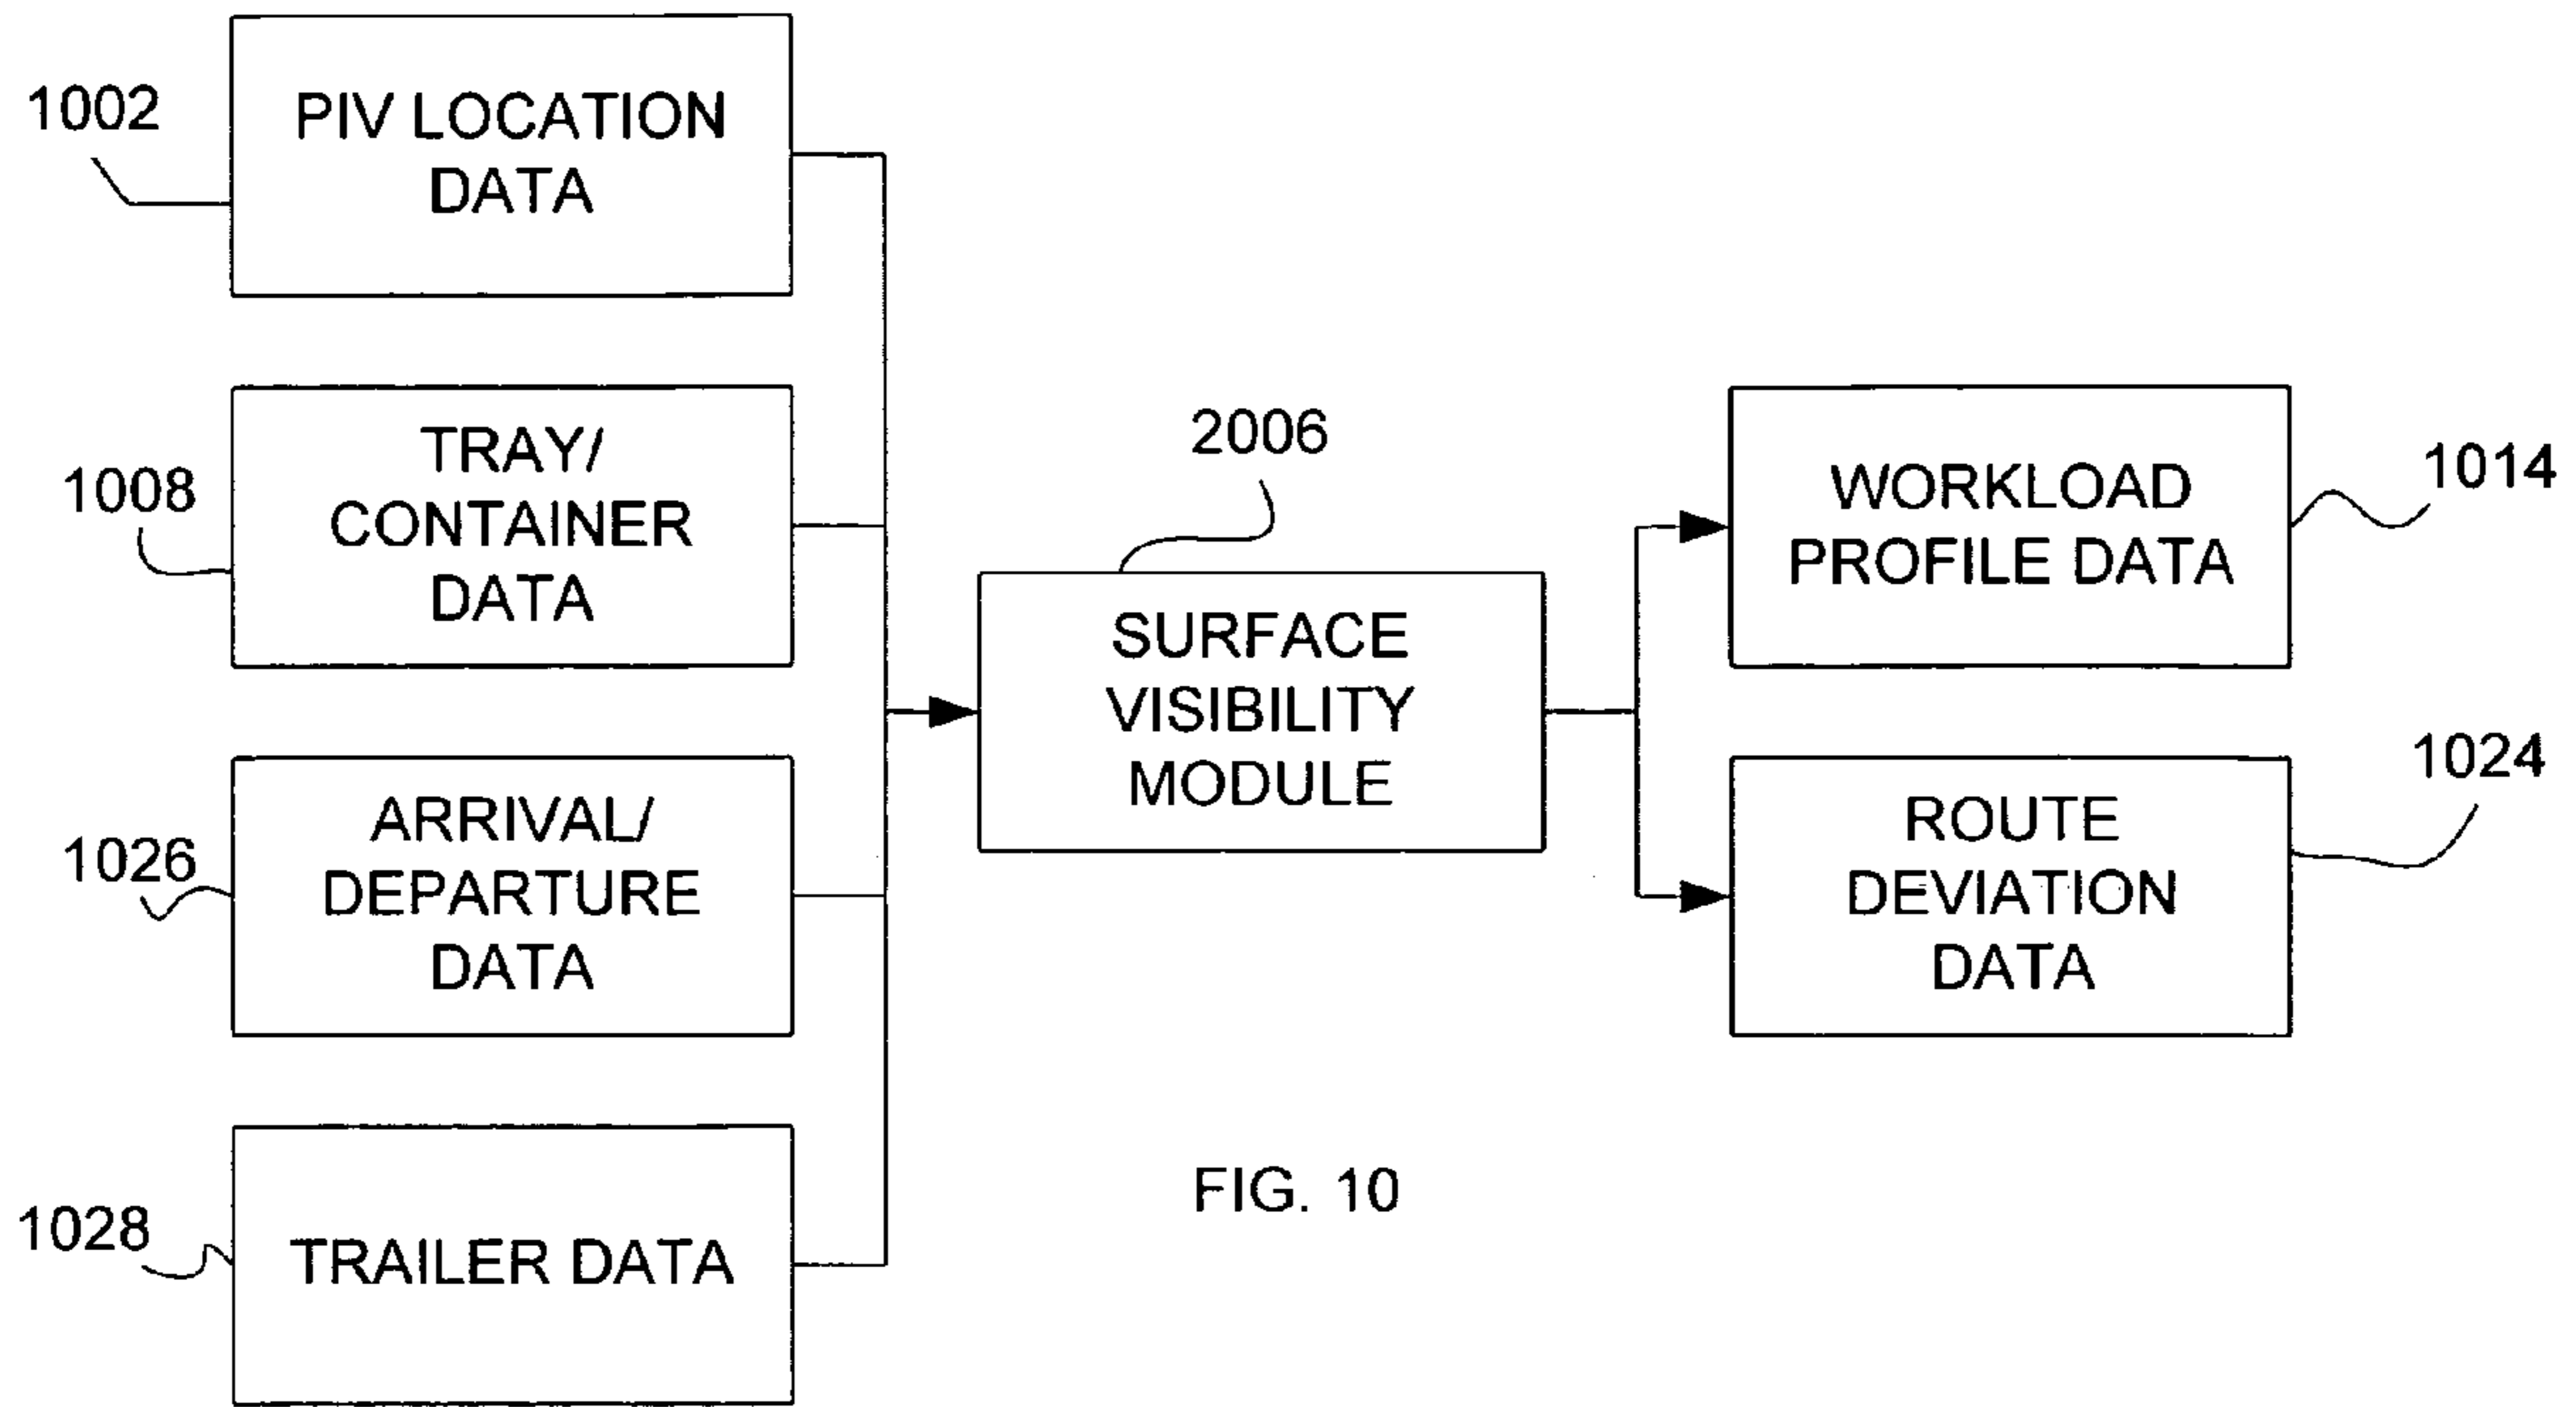 1002
PIV LOCATION
DATA
1008
TRAY/
CONTAINER
DATA
1026
ARRIVAL/
DEPARTURE
DATA
1028
TRAILER DATA
2006
SURFACE
VISIBILITY
MODULE
WORKLOAD
PROFILE DATA
1014
ROUTE
DEVIATION
DATA
1024
FIG. 10